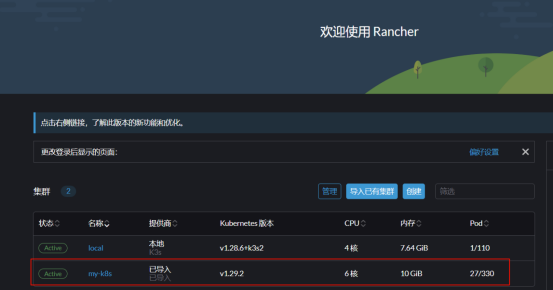 欢迎使用 Rancher
点击右侧链接，了解此版本的新功能和优化。
更改登录后显示的页面: 偏好设置 ×
集群 2 管理 导入已有集群 创建 筛选
状态 名称 提供商 Kubernetes 版本 CPU 内存 Pod
Active local 本地 K3s v1.28.6+k3s2 4 核 7.64 GiB 1/110
Active my-k8s 已导入 已导入 v1.29.2 6 核 10 GiB 27/330